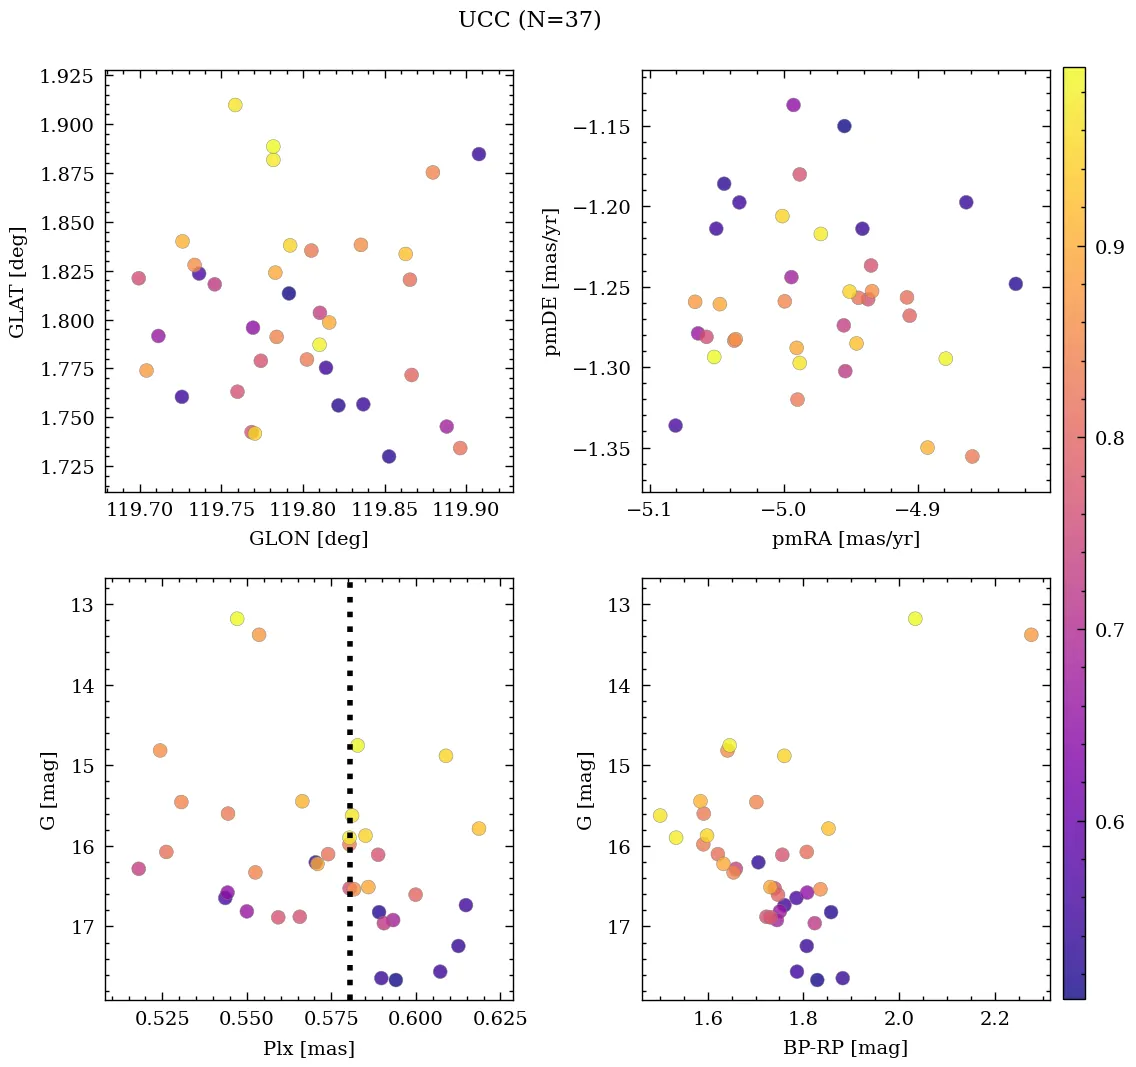 UCC (N=37)
1.925
1.900
1.875
1.850
1.825
1.800
1.775
1.750
1.725
GLAT [deg]
119.70 119.75 119.80 119.85 119.90
GLON [deg]
−1.15
−1.20
−1.25
−1.30
−1.35
pmDE [mas/yr]
−5.1 −5.0 −4.9
pmRA [mas/yr]
0.9
0.8
0.7
0.6
13
14
15
16
17
G [mag]
0.525 0.550 0.575 0.600 0.625
Plx [mas]
13
14
15
16
17
G [mag]
1.6 1.8 2.0 2.2
BP-RP [mag]